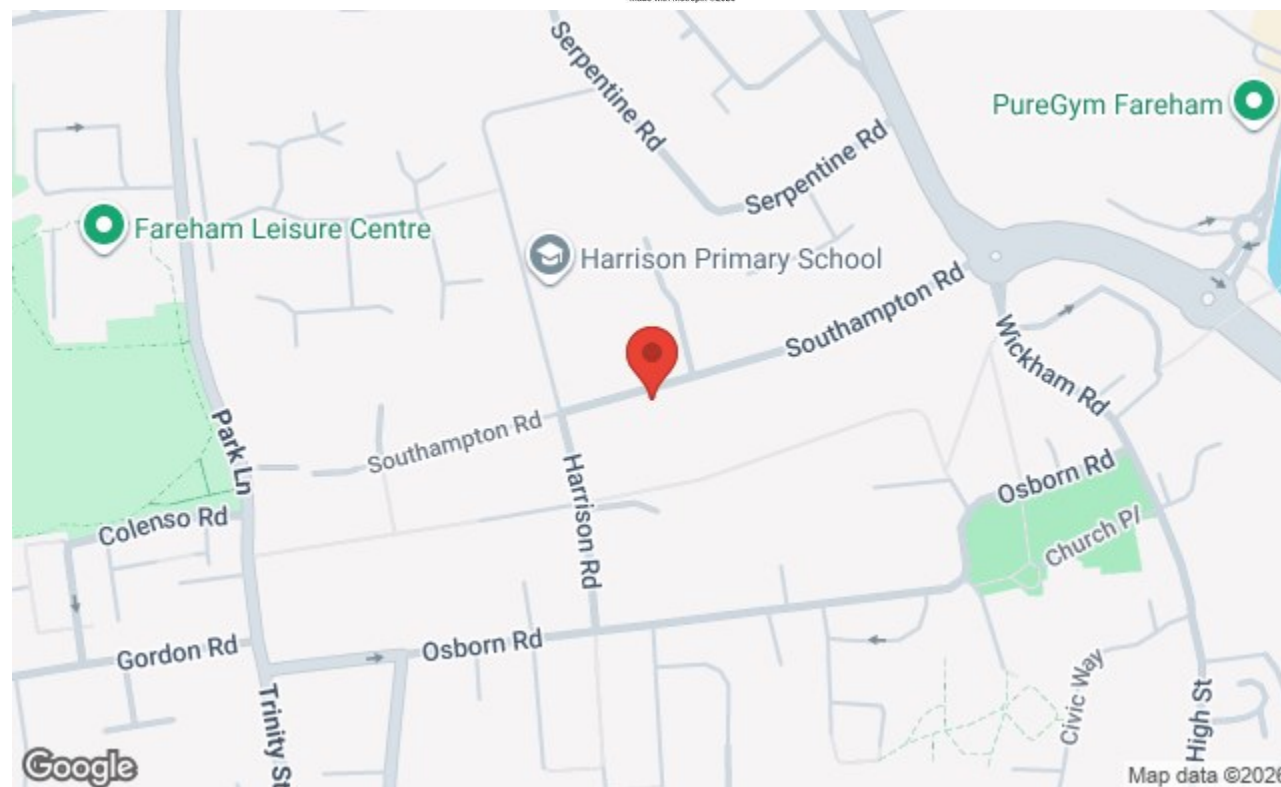 Serpentine Rd
PureGym Fareham
Serpentine Rd
Fareham Leisure Centre
Harrison Primary School
Southampton Rd
Wickham Rd
Park Ln
Southampton Rd
Harrison Rd
Osborn Rd
Church Pl
Colenso Rd
Gordon Rd
Osborn Rd
Trinity St
Civic Way
High St
Google
Map data ©2026